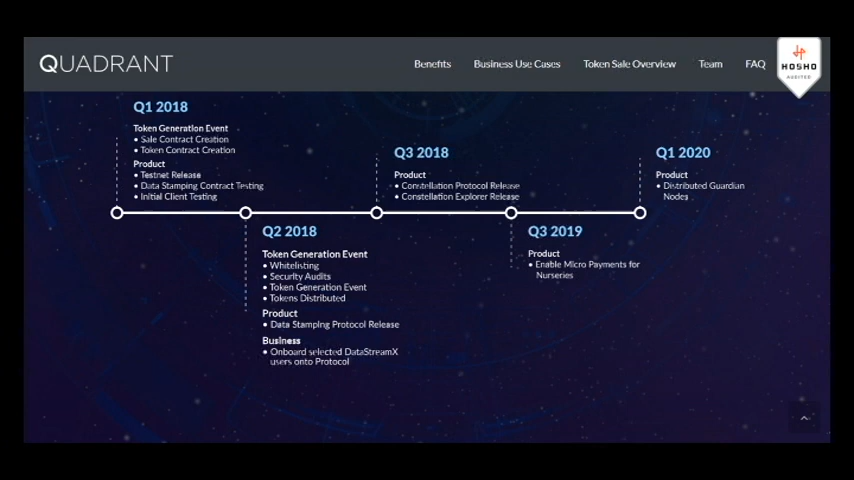 QUADRANT
Benefits
Business Use Cases
Token Sale Overview
Team
FAQ
HOSHO
AUDITED
Q1 2018
Token Generation Event
• Sale Contract Creation
• Token Contract Creation
Product
• Testnet Release
• Data Stamping Contract Testing
• Initial Client Testing
Q2 2018
Token Generation Event
• Whitelisting
• Security Audits
• Token Generation Event
• Tokens Distributed
Product
• Data Stamping Protocol Release
Business
• Onboard selected DataStreamX
users onto Protocol
Q3 2018
Product
• Constellation Protocol Release
• Constellation Explorer Release
Q3 2019
Product
• Enable Micro Payments for
Nurseries
Q1 2020
Product
• Distributed Guardian
Nodes